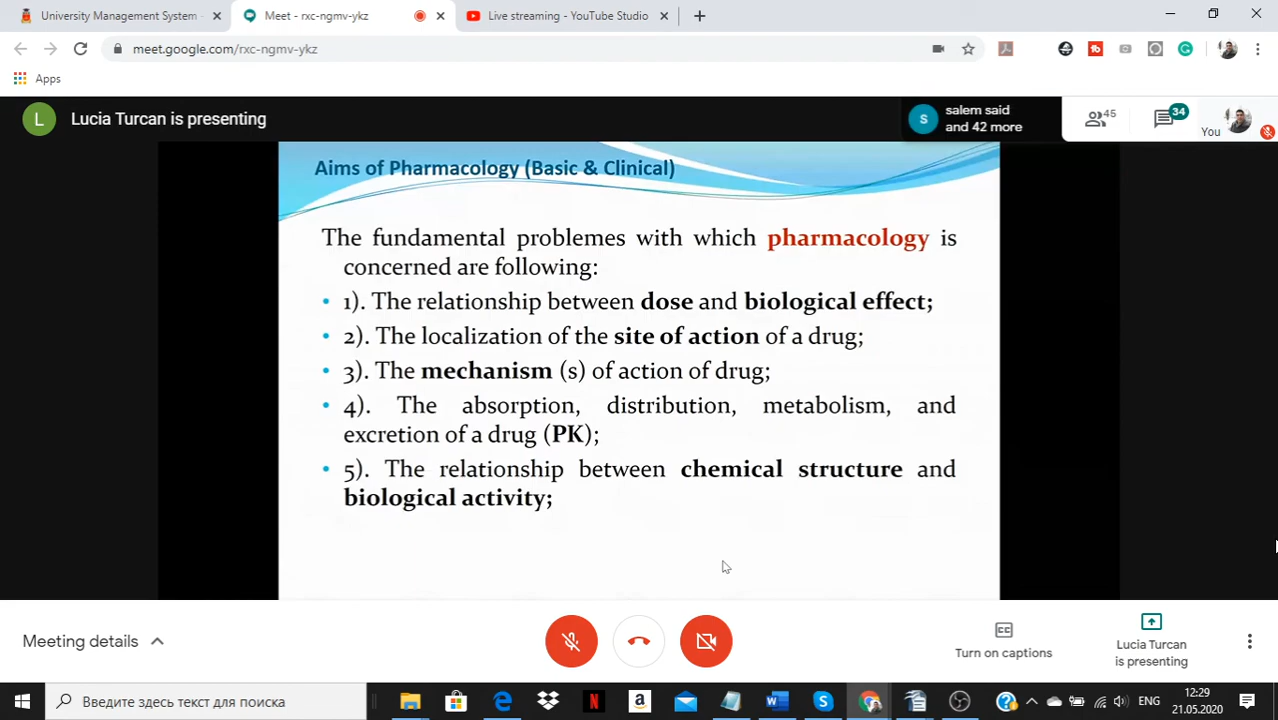 University Management System -
Meet - rxc-ngmv-ykz
Live streaming - YouTube Studio
meet.google.com/rxc-ngmv-ykz
Apps
L
Lucia Turcan is presenting
S
salem said
and 42 more
45
34
You
Aims of Pharmacology (Basic & Clinical)
The fundamental problemes with which pharmacology is
concerned are following:
• 1). The relationship between dose and biological effect;
• 2). The localization of the site of action of a drug;
• 3). The mechanism (s) of action of drug;
• 4). The absorption, distribution, metabolism, and
excretion of a drug (PK);
• 5). The relationship between chemical structure and
biological activity;
Meeting details
CC
Turn on captions
Lucia Turcan
is presenting
Введите здесь текст для поиска
ENG
12:29
21.05.2020